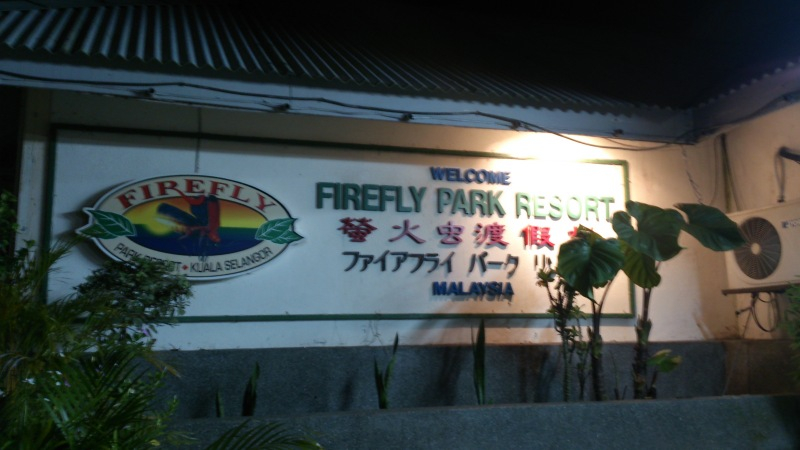 FIREFLY
PARK RESORT • KUALA SELANGOR
WELCOME
FIREFLY PARK RESORT
螢火虫渡假
ファイアフライ パーク リ
MALAYSIA